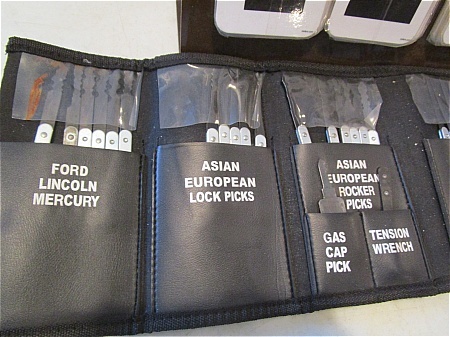 FORD
LINCOLN
MERCURY
ASIAN
EUROPEAN
LOCK PICKS
ASIAN
EUROPEAN
ROCKER
PICKS
GAS
CAP
PICK
TENSION
WRENCH